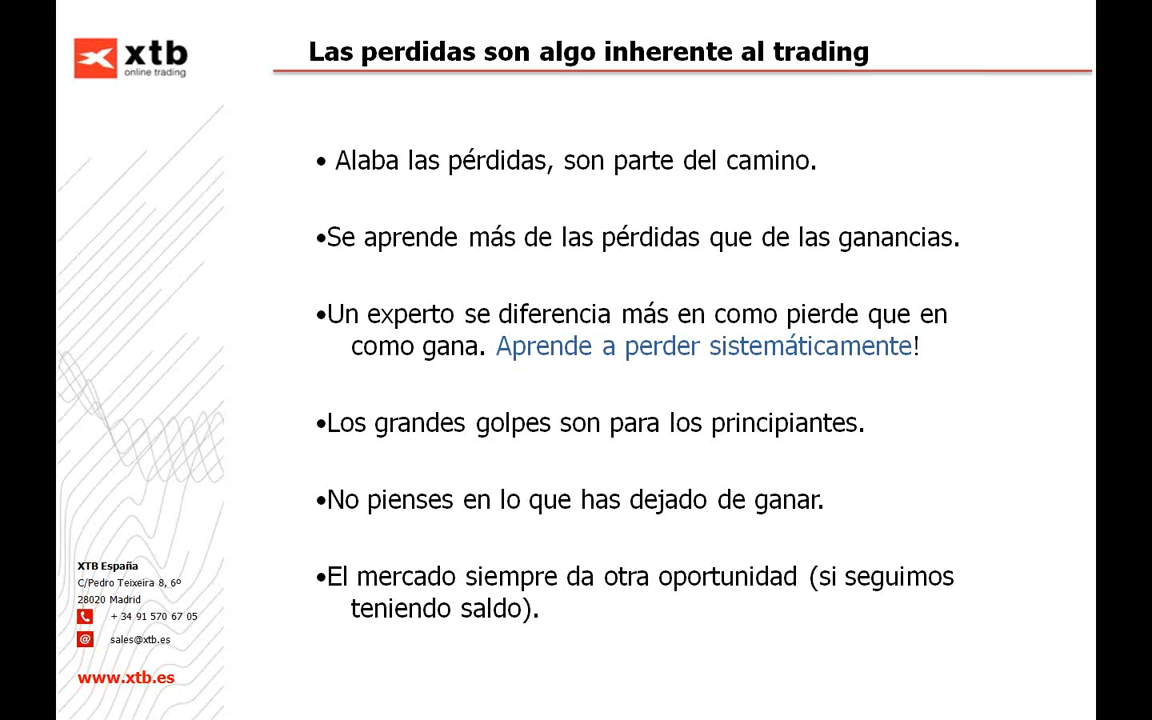 xtb
online trading
Las perdidas son algo inherente al trading
• Alaba las pérdidas, son parte del camino.
•Se aprende más de las pérdidas que de las ganancias.
•Un experto se diferencia más en como pierde que en
como gana. Aprende a perder sistemáticamente!
•Los grandes golpes son para los principiantes.
•No pienses en lo que has dejado de ganar.
•El mercado siempre da otra oportunidad (si seguimos
teniendo saldo).
XTB España
C/Pedro Teixeira 8, 6º
28020 Madrid
+ 34 91 570 67 05
@ sales@xtb.es
www.xtb.es